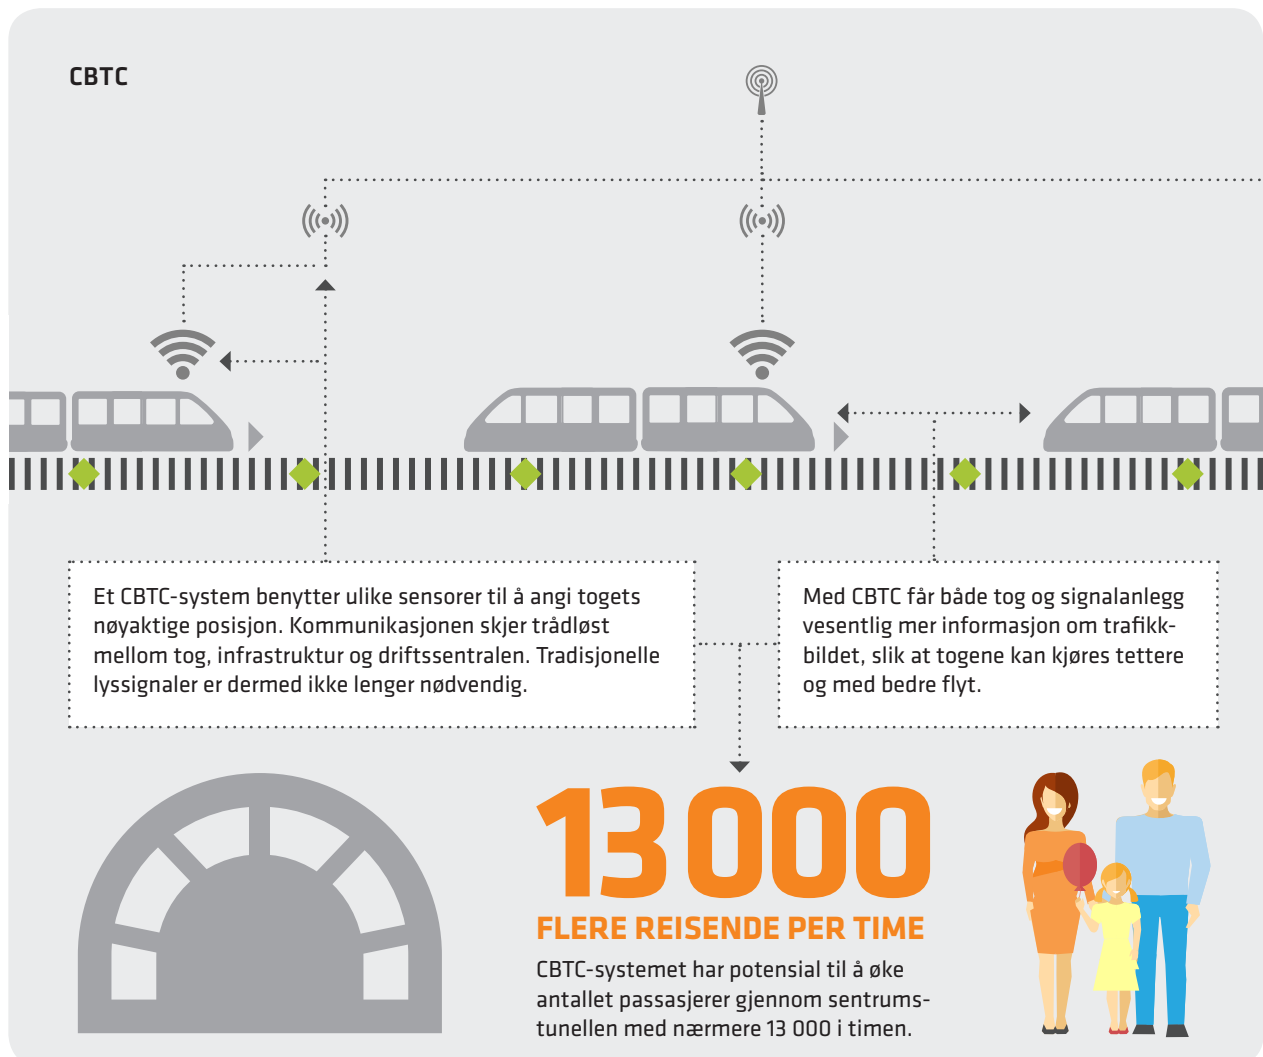 CBTC
Et CBTC-system benytter ulike sensorer til å angi togets
nøyaktige posisjon. Kommunikasjonen skjer trådløst
mellom tog, infrastruktur og driftssentralen. Tradisjonelle
lyssignaler er dermed ikke lenger nødvendig.
Med CBTC får både tog og signalanlegg
vesentlig mer informasjon om trafikk-
bildet, slik at togene kan kjøres tettere
og med bedre flyt.
13 000
FLERE REISENDE PER TIME
CBTC-systemet har potensial til å øke
antallet passasjerer gjennom sentrums-
tunellen med nærmere 13 000 i timen.